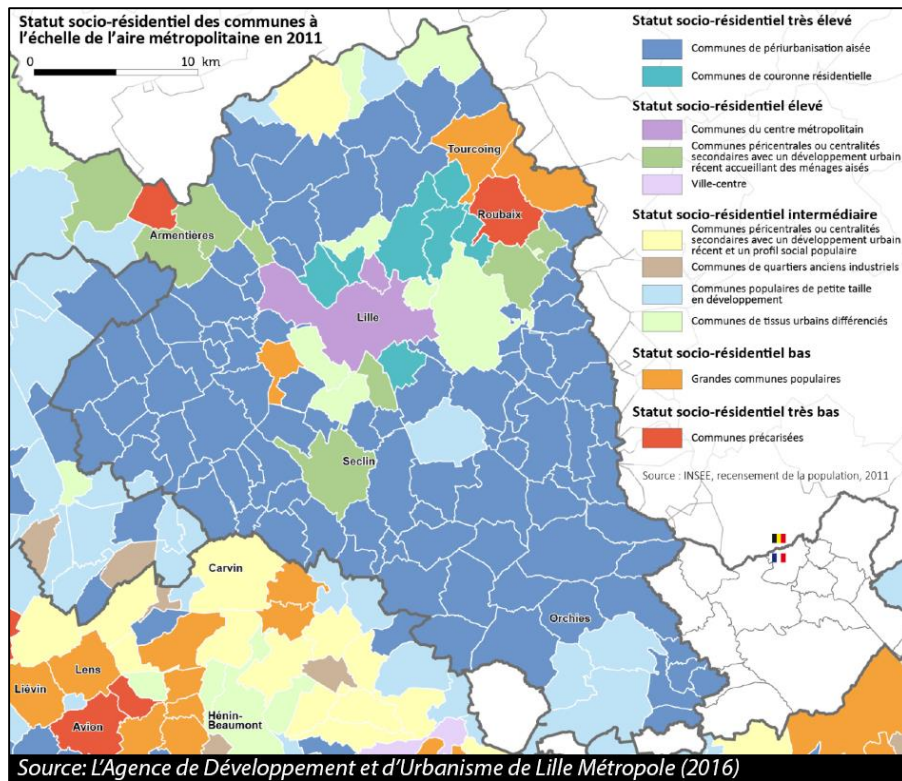 Statut socio-résidentiel des communes à
l'échelle de l'aire métropolitaine en 2011
0 10 km
Statut socio-résidentiel très élevé
Communes de périurbanisation aisée
Communes de couronne résidentielle
Statut socio-résidentiel élevé
Communes du centre métropolitain
Communes péricentrales ou centralités
secondaires avec un développement urbain
récent accueillant des ménages aisés
Ville-centre
Statut socio-résidentiel intermédiaire
Communes péricentrales ou centralités
secondaires avec un développement urbain
récent et un profil social populaire
Communes de quartiers anciens industriels
Communes populaires de petite taille
en développement
Communes de tissus urbains différenciés
Statut socio-résidentiel bas
Grandes communes populaires
Statut socio-résidentiel très bas
Communes précarisées
Source : INSEE, recensement de la population, 2011
Tourcoing
Roubaix
Armentières
Lille
Seclin
Carvin
Orchies
Lens
Liévin
Avion
Hénin-
Beaumont
Source: L'Agence de Développement et d'Urbanisme de Lille Métropole (2016)